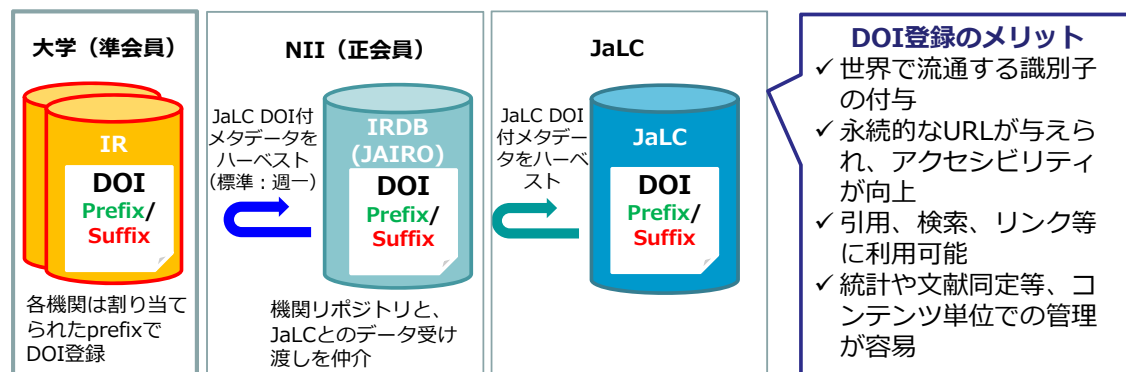 大学（準会員）
IR
DOI
Prefix/
Suffix
各機関は割り当て
られたprefixで
DOI登録
NII（正会員）
JaLC DOI付
メタデータを
ハーベスト
（標準：週一）
IRDB
(JAIRO)
DOI
Prefix/
Suffix
機関リポジトリと、
JaLCとのデータ受け
渡しを仲介
JaLC
JaLC DOI
付メタデー
タをハーベ
スト
JaLC
DOI
Prefix/
Suffix
DOI登録のメリット
✓ 世界で流通する識別子
の付与
✓ 永続的なURLが与えら
れ、アクセシビリティ
が向上
✓ 引用、検索、リンク等
に利用可能
✓ 統計や文献同定等、コ
ンテンツ単位での管理
が容易